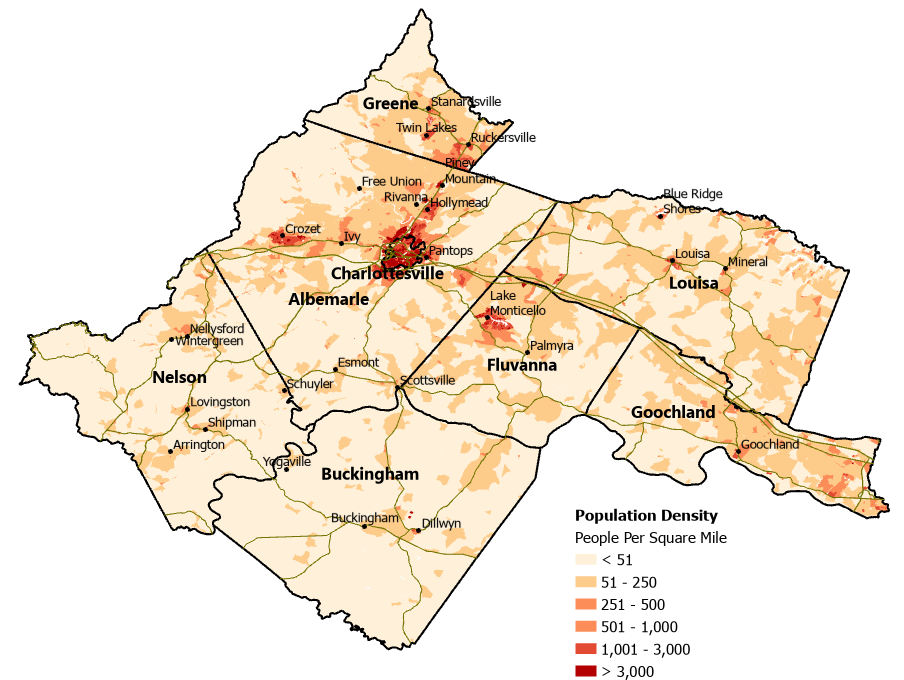 Greene
Stanardsville
Twin Lakes
Ruckersville
Piney
Mountain
Free Union
Rivanna
Hollymead
Blue Ridge
Shores
Crozet
Ivy
Pantops
Charlottesville
Louisa
Mineral
Louisa
Albemarle
Lake
Monticello
Nellysford
Wintergreen
Palmyra
Fluvanna
Esmont
Nelson
Schuyler
Scottsville
Lovingston
Goochland
Shipman
Arrington
Goochland
Yogaville
Buckingham
Buckingham
Dillwyn
Population Density
People Per Square Mile
< 51
51 - 250
251 - 500
501 - 1,000
1,001 - 3,000
> 3,000